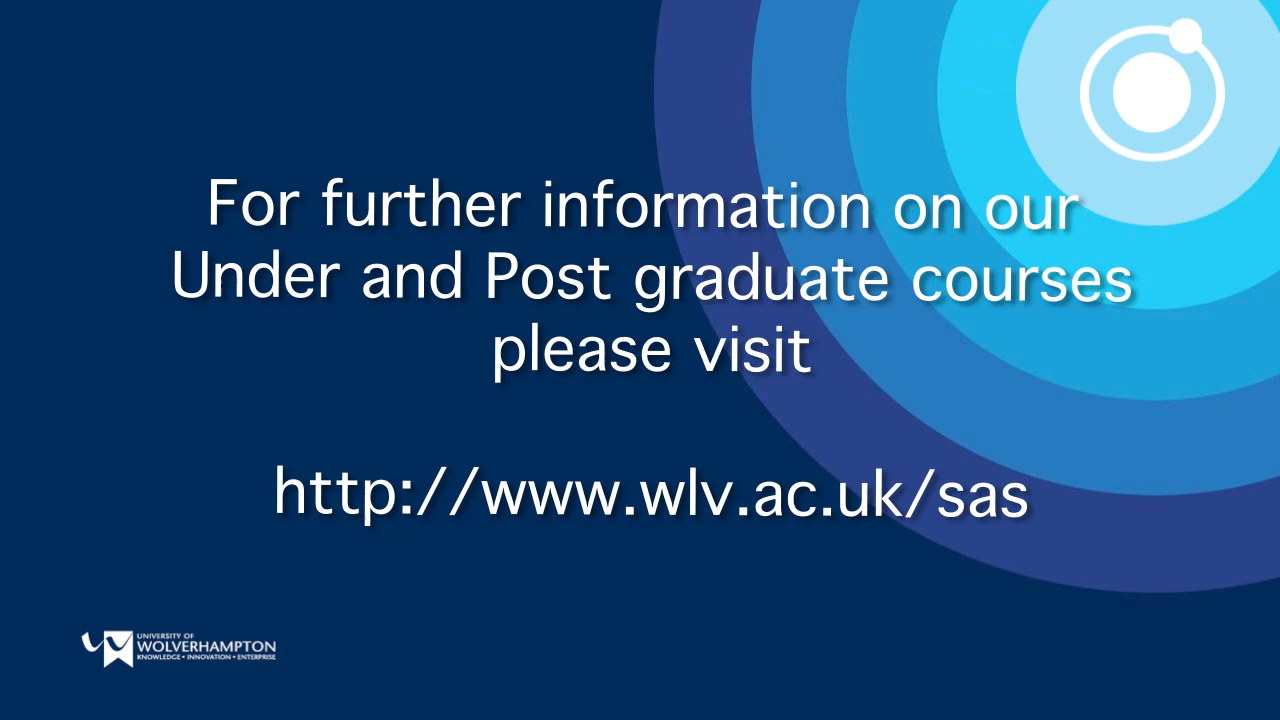 For further information on our
Under and Post graduate courses
please visit
http://www.wlv.ac.uk/sas
UNIVERSITY OF
WOLVERHAMPTON
KNOWLEDGE • INNOVATION • ENTERPRISE